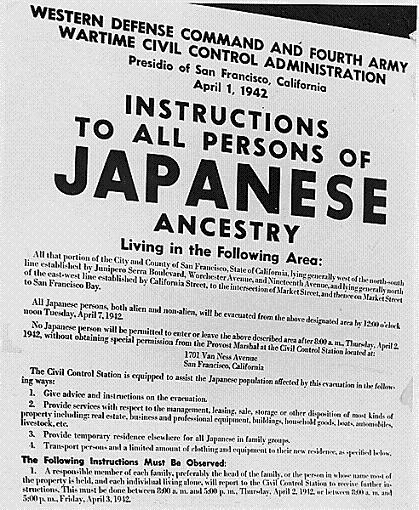 WESTERN DEFENSE COMMAND AND FOURTH ARMY
WARTIME CIVIL CONTROL ADMINISTRATION
Presidio of San Francisco, California
April 1, 1942
INSTRUCTIONS
TO ALL PERSONS OF
JAPANESE
ANCESTRY
Living in the Following Area:
All that portion of the City and County of San Francisco, State of California, lying generally west of the north-south
line established by Junipero Serra Boulevard, Worchester Avenue, and Nineteenth Avenue, and lying generally north
of the east-west line established by California Street, to the intersection of Market Street, and thence on Market Street
to San Francisco Bay.
All Japanese persons, both alien and non-alien, will be evacuated from the above designated area by 12:00 o'clock
noon Tuesday, April 7, 1942.
No Japanese person will be permitted to enter or leave the above described area after 8:00 a. m., Thursday, April 2,
1942, without obtaining special permission from the Provost Marshal at the Civil Control Station located at:
1701 Van Ness Avenue
San Francisco, California
The Civil Control Station is equipped to assist the Japanese population affected by this evacuation in the follow-
ing ways:
1. Give advice and instructions on the evacuation.
2. Provide services with respect to the management, leasing, sale, storage or other disposition of most kinds of
property including: real estate, business and professional equipment, buildings, household goods, boats, automobiles,
livestock, etc.
3. Provide temporary residence elsewhere for all Japanese in family groups.
4. Transport persons and a limited amount of clothing and equipment to their new residence, as specified below.
The Following Instructions Must Be Observed:
1. A responsible member of each family, preferably the head of the family, or the person in whose name most of
the property is held, and each individual living alone, will report to the Civil Control Station to receive further in-
structions. This must be done between 8:00 a. m. and 5:00 p. m., Thursday, April 2, 1942, or between 8:00 a. m. and
5:00 p. m., Friday, April 3, 1942.